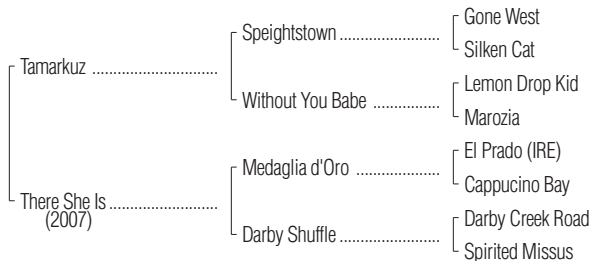 Gone West
Speightstown
Silken Cat
Tamarkuz
Lemon Drop Kid
Without You Babe
Marozia
El Prado (IRE)
Medaglia d'Oro
Cappucino Bay
There She Is
(2007)
Darby Creek Road
Darby Shuffle
Spirited Missus